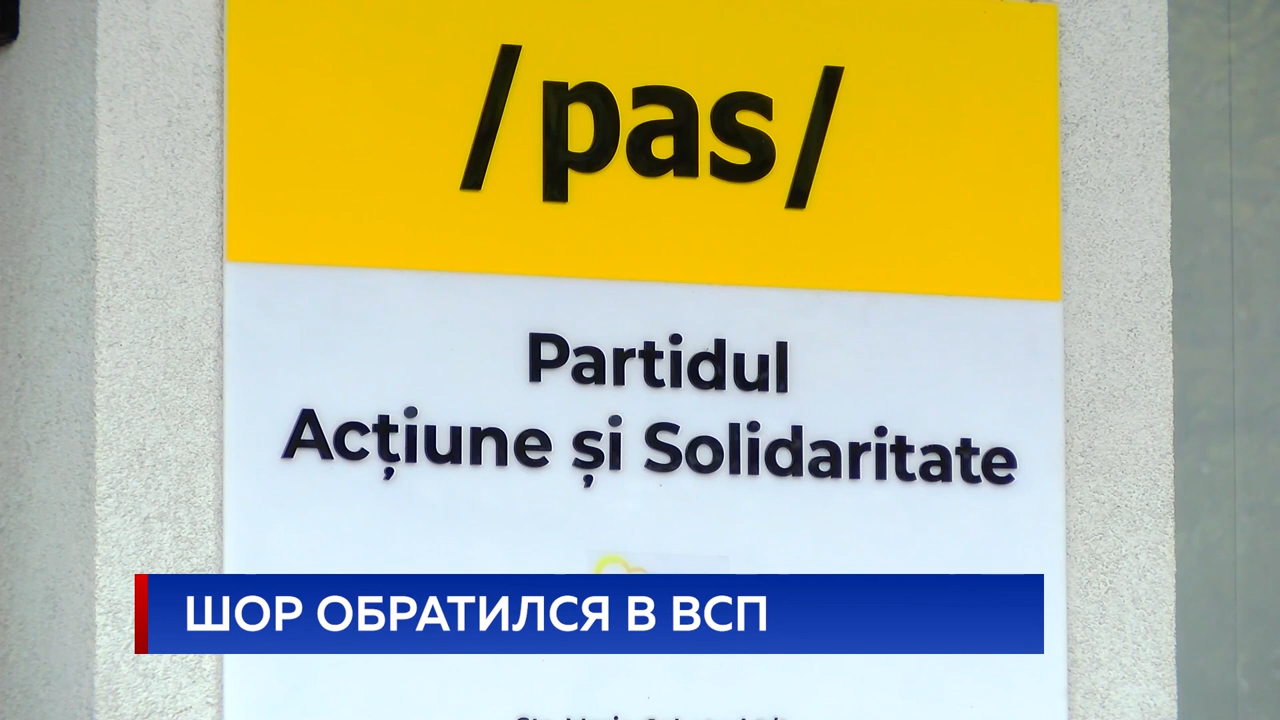 /pas/
Partidul
Acțiune și Solidaritate
ШОР ОБРАТИЛСЯ В ВСП